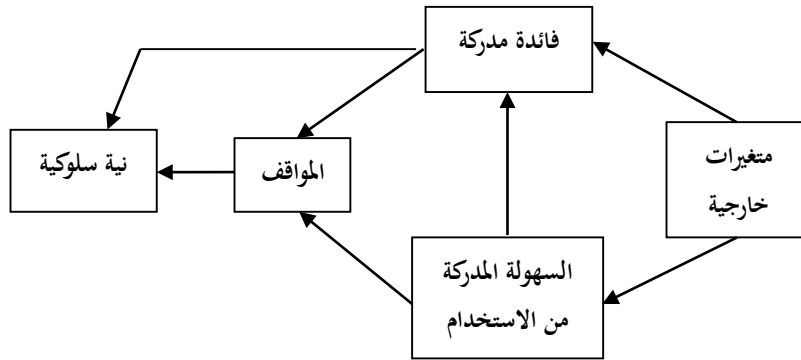 فائدة مدركة
متغيرات
خارجية
المواقف
نية سلوكية
السهولة المدركة
من الاستخدام